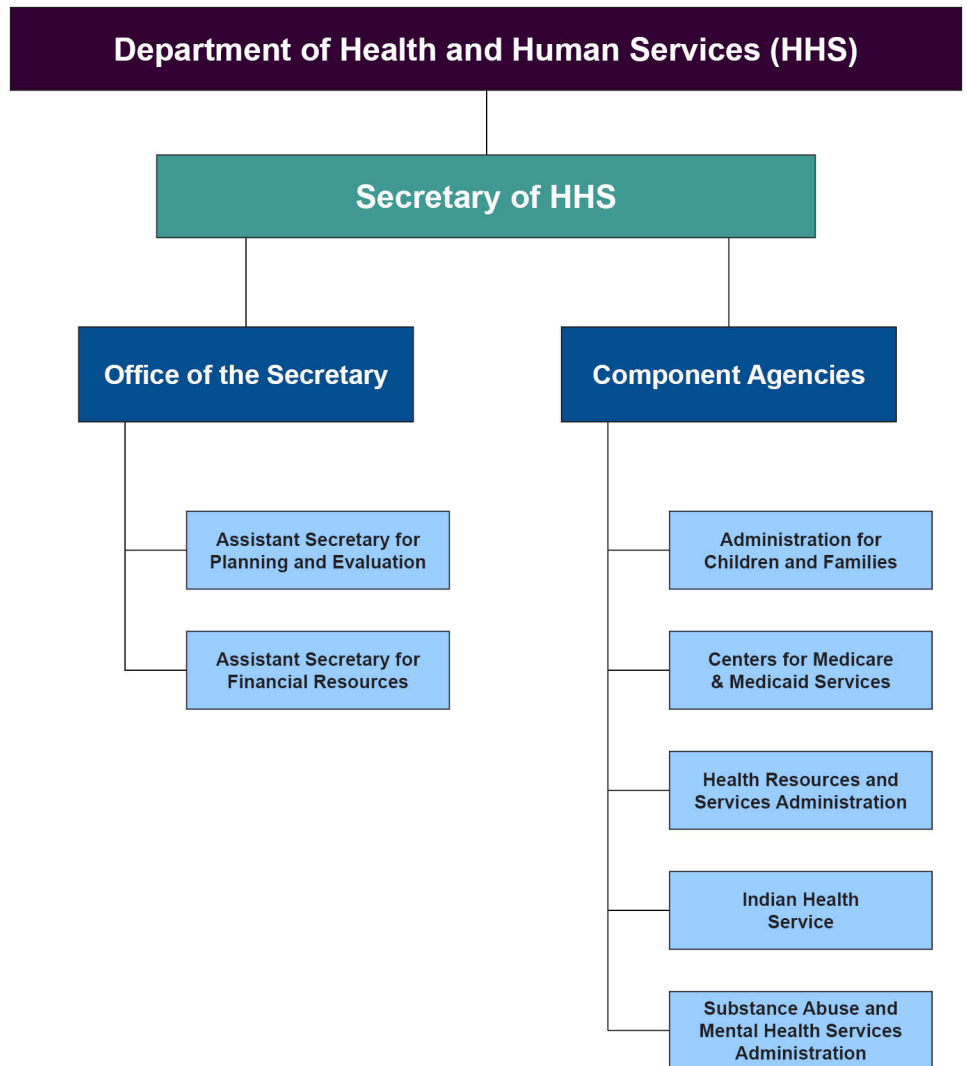 Department of Health and Human Services (HHS)
Secretary of HHS
Office of the Secretary
Component Agencies
Assistant Secretary for
Planning and Evaluation
Assistant Secretary for
Financial Resources
Administration for
Children and Families
Centers for Medicare
& Medicaid Services
Health Resources and
Services Administration
Indian Health
Service
Substance Abuse and
Mental Health Services
Administration